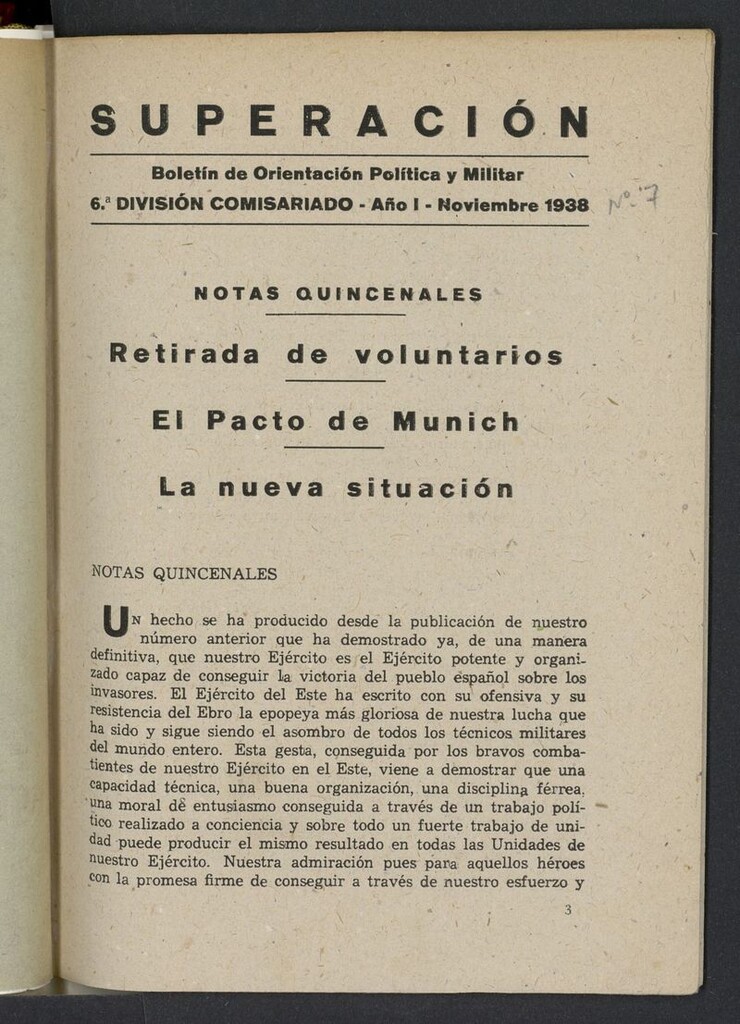 SUPERACIÓN
Boletín de Orientación Política y Militar
6.ª DIVISIÓN COMISARIADO - Año I - Noviembre 1938
Nº. 7
NOTAS QUINCENALES
Retirada de voluntarios
El Pacto de Munich
La nueva situación
NOTAS QUINCENALES
UN hecho se ha producido desde la publicación de nuestro
número anterior que ha demostrado ya, de una manera
definitiva, que nuestro Ejército es el Ejército potente y organi-
zado capaz de conseguir la victoria del pueblo español sobre los
invasores. El Ejército del Este ha escrito con su ofensiva y su
resistencia del Ebro la epopeya más gloriosa de nuestra lucha que
ha sido y sigue siendo el asombro de todos los técnicos militares
del mundo entero. Esta gesta, conseguida por los bravos comba-
tientes de nuestro Ejército en el Este, viene a demostrar que una
capacidad técnica, una buena organización, una disciplina férrea,
una moral de entusiasmo conseguida a través de un trabajo polí-
tico realizado a conciencia y sobre todo un fuerte trabajo de uni-
dad puede producir el mismo resultado en todas las Unidades de
nuestro Ejército. Nuestra admiración pues para aquellos héroes
con la promesa firme de conseguir a través de nuestro esfuerzo y
3